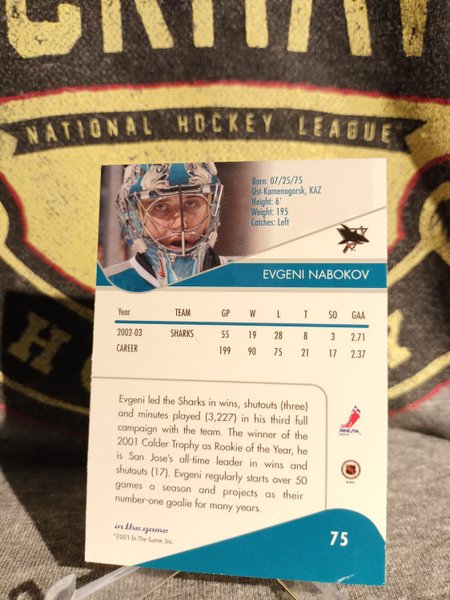 NATIONAL HOCKEY LEAGUE
Born: 07/25/75
Ust-Kamenogorsk, KAZ
Height: 6'
Weight: 195
Catches: Left
EVGENI NABOKOV
Year TEAM GP W L T SO GAA
2002-03 SHARKS 55 19 28 8 3 2.71
CAREER 199 90 75 21 17 2.37
Evgeni led the Sharks in wins, shutouts (three)
and minutes played (3,227) in his third full
campaign with the team. The winner of the
2001 Calder Trophy as Rookie of the Year, he
is San Jose's all-time leader in wins and
shutouts (17). Evgeni regularly starts over 50
games a season and projects as their
number-one goalie for many years.
NHLPA
in the game
©2003 In The Game, Inc.
75